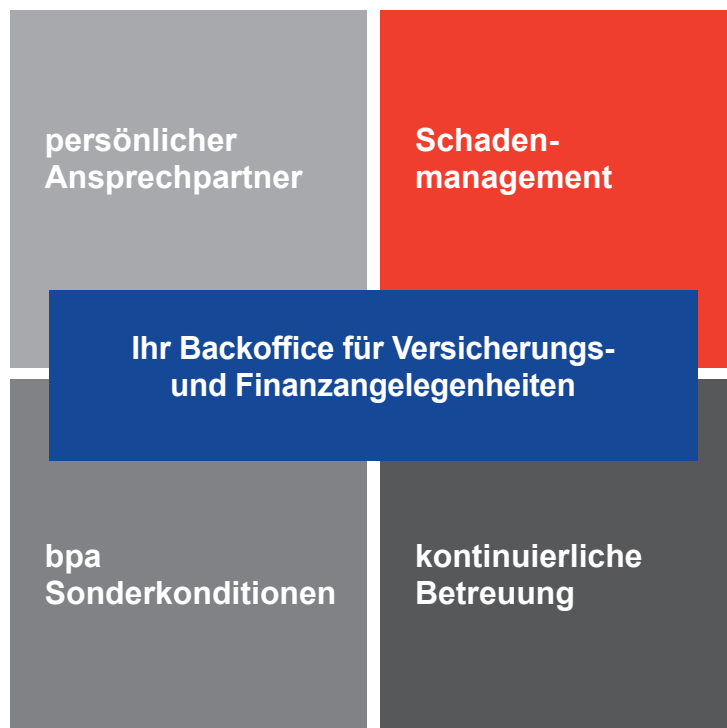 persönlicher
Ansprechpartner
Schaden-
management
Ihr Backoffice für Versicherungs-
und Finanzangelegenheiten
bpa
Sonderkonditionen
kontinuierliche
Betreuung